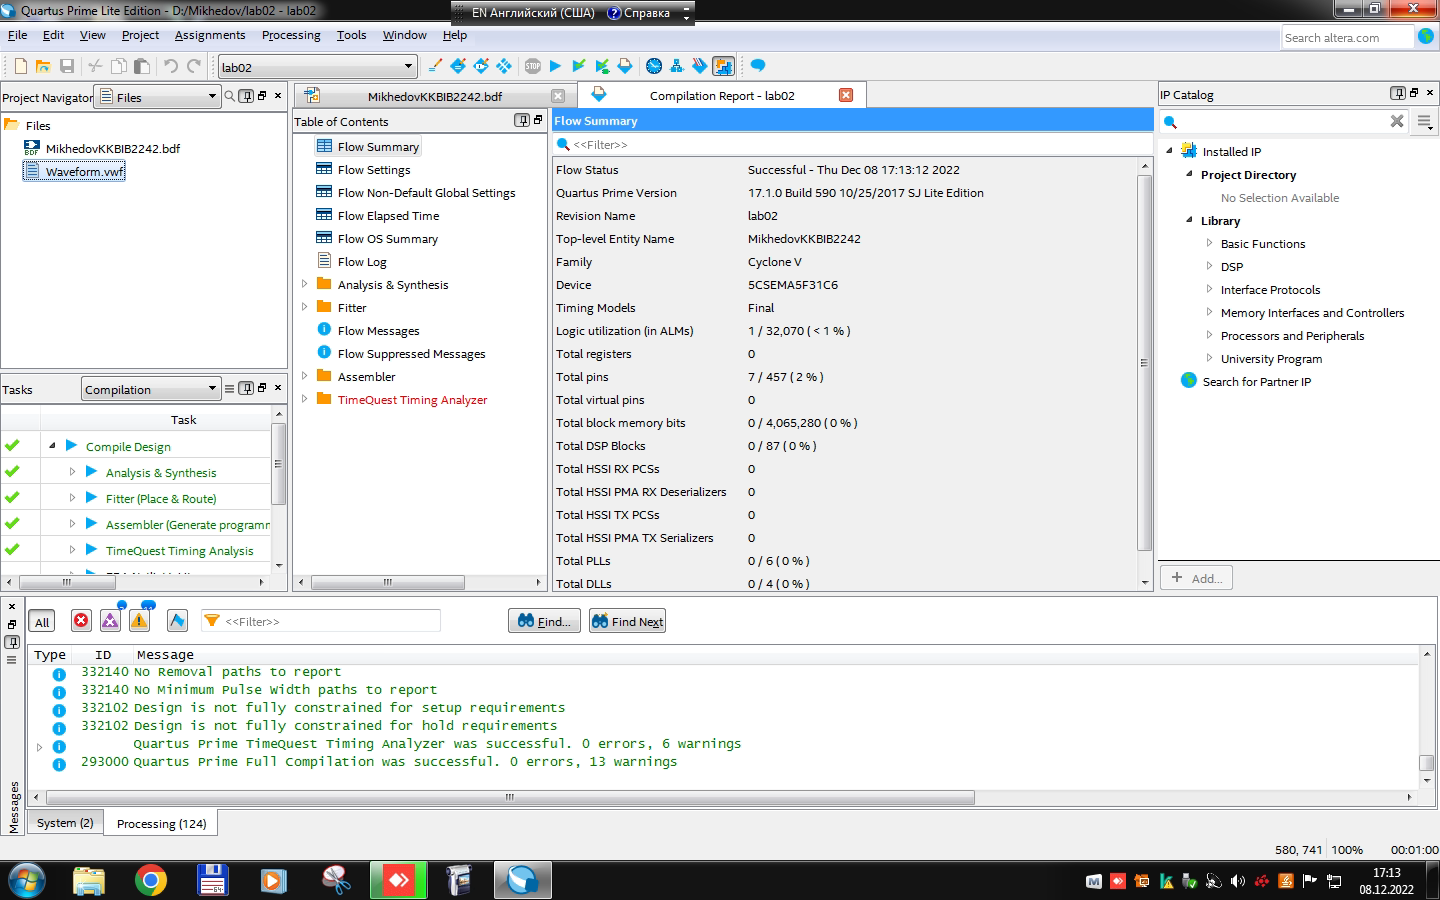 Quartus Prime Lite Edition - D:/Mikhedov/lab02 - lab02
EN Английский (США) Справка
File Edit View Project Assignments Processing Tools Window Help
Search altera.com
lab02
Project Navigator Files
Files
MikhedovKKBIB2242.bdf
Waveform.vwf
Tasks Compilation
Task
Compile Design
Analysis & Synthesis
Fitter (Place & Route)
Assembler (Generate programm
TimeQuest Timing Analysis
MikhedovKKBIB2242.bdf
Compilation Report - lab02
Table of Contents
Flow Summary
Flow Settings
Flow Non-Default Global Settings
Flow Elapsed Time
Flow OS Summary
Flow Log
Analysis & Synthesis
Fitter
Flow Messages
Flow Suppressed Messages
Assembler
TimeQuest Timing Analyzer
Flow Summary
<<Filter>>
Flow Status Successful - Thu Dec 08 17:13:12 2022
Quartus Prime Version 17.1.0 Build 590 10/25/2017 SJ Lite Edition
Revision Name lab02
Top-level Entity Name MikhedovKKBIB2242
Family Cyclone V
Device 5CSEMA5F31C6
Timing Models Final
Logic utilization (in ALMs) 1 / 32,070 ( < 1 % )
Total registers 0
Total pins 7 / 457 ( 2 % )
Total virtual pins 0
Total block memory bits 0 / 4,065,280 ( 0 % )
Total DSP Blocks 0 / 87 ( 0 % )
Total HSSI RX PCSs 0
Total HSSI PMA RX Deserializers 0
Total HSSI TX PCSs 0
Total HSSI PMA TX Serializers 0
Total PLLs 0 / 6 ( 0 % )
Total DLLs 0 / 4 ( 0 % )
IP Catalog
Installed IP
Project Directory
No Selection Available
Library
Basic Functions
DSP
Interface Protocols
Memory Interfaces and Controllers
Processors and Peripherals
University Program
Search for Partner IP
+ Add...
All <<Filter>> Find... Find Next
Type ID Message
332140 No Removal paths to report
332140 No Minimum Pulse Width paths to report
332102 Design is not fully constrained for setup requirements
332102 Design is not fully constrained for hold requirements
Quartus Prime TimeQuest Timing Analyzer was successful. 0 errors, 6 warnings
293000 Quartus Prime Full Compilation was successful. 0 errors, 13 warnings
Messages
System (2) Processing (124)
580, 741 100% 00:01:00
17:13
08.12.2022